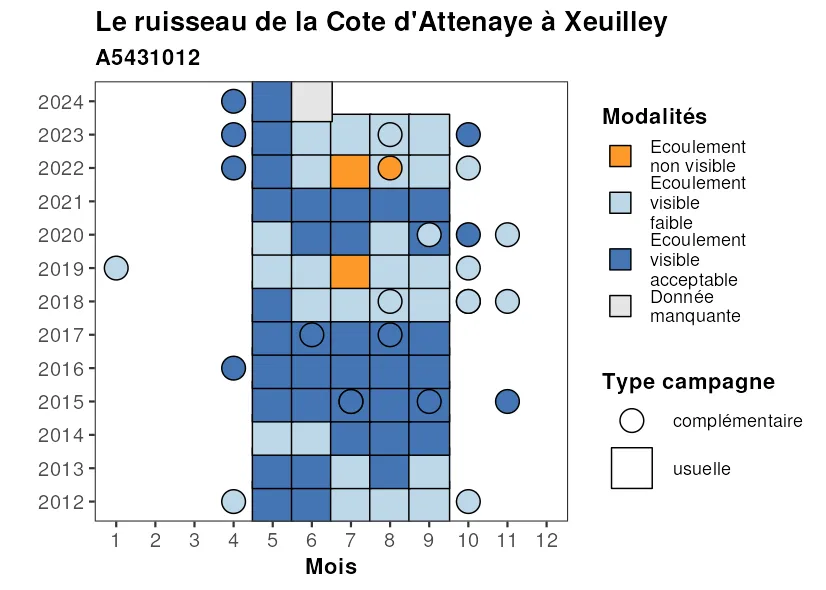 Le ruisseau de la Cote d'Attenaye à Xeuilley
A5431012
2024
2023
2022
2021
2020
2019
2018
2017
2016
2015
2014
2013
2012
1 2 3 4 5 6 7 8 9 10 11 12
Mois
Modalités
Ecoulement
non visible
Ecoulement
visible
faible
Ecoulement
visible
acceptable
Donnée
manquante
Type campagne
complémentaire
usuelle